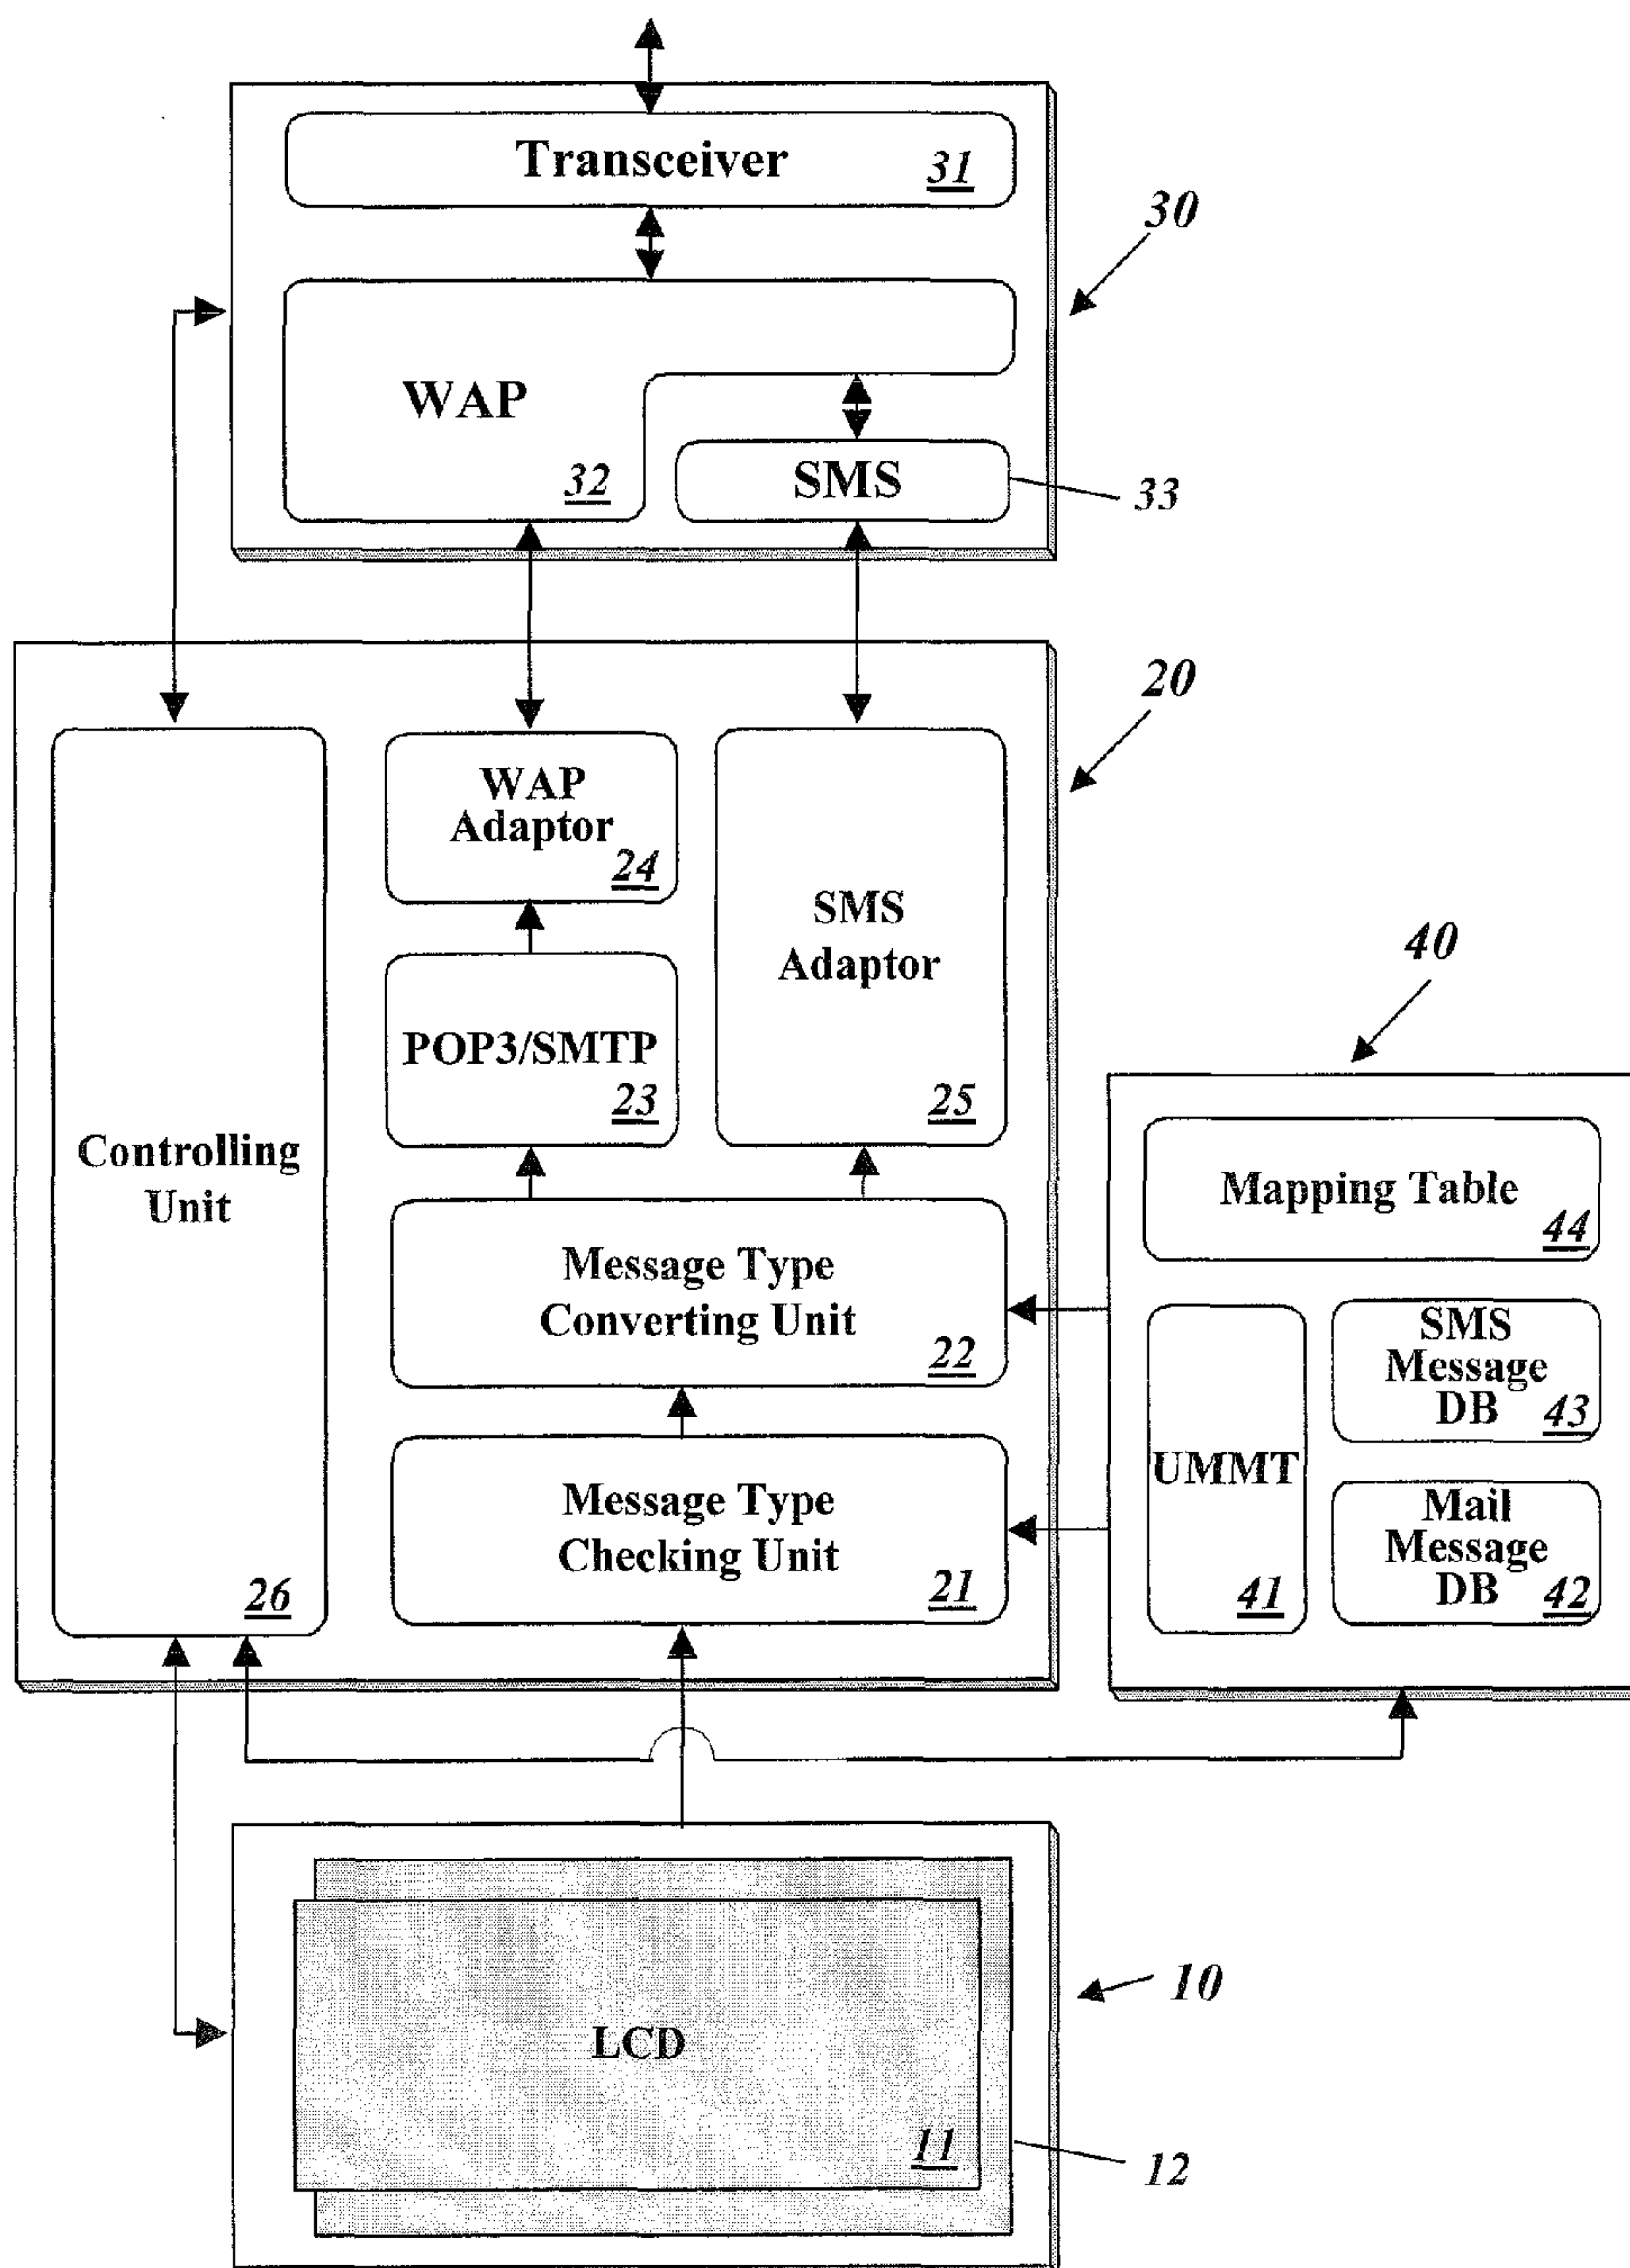 Transceiver
31
30
WAP
32
SMS
33
20
WAP
Adaptor
24
SMS
Adaptor
25
POP3/SMTP
23
Controlling
Unit
26
Message Type
Converting Unit
22
Message Type
Checking Unit
21
40
Mapping Table
44
SMS
Message
DB
43
UMMT
41
Mail
Message
DB
42
10
LCD
11
12